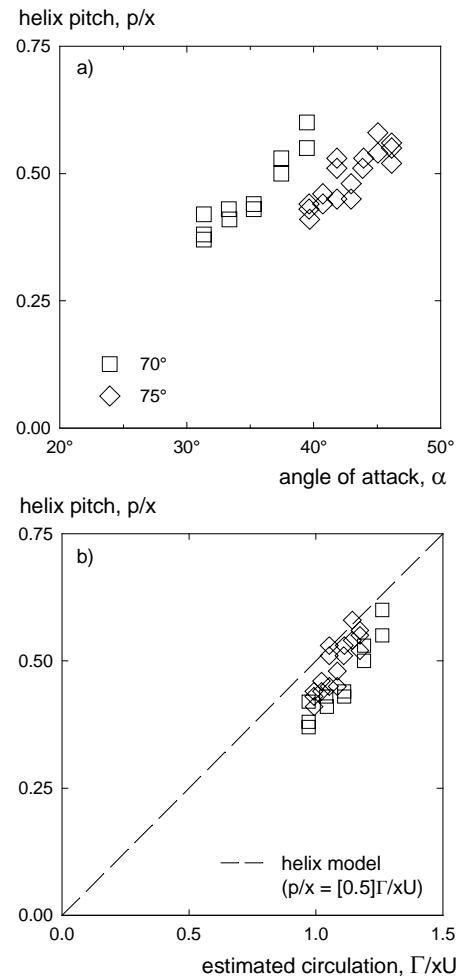 helix pitch, p/x
0.75
a)
0.50
0.25
70°
75°
0.00
20° 30° 40° 50°
angle of attack, α
helix pitch, p/x
0.75
b)
0.50
0.25
helix model
(p/x = [0.5]Γ/xU)
0.00
0.0 0.5 1.0 1.5
estimated circulation, Γ/xU